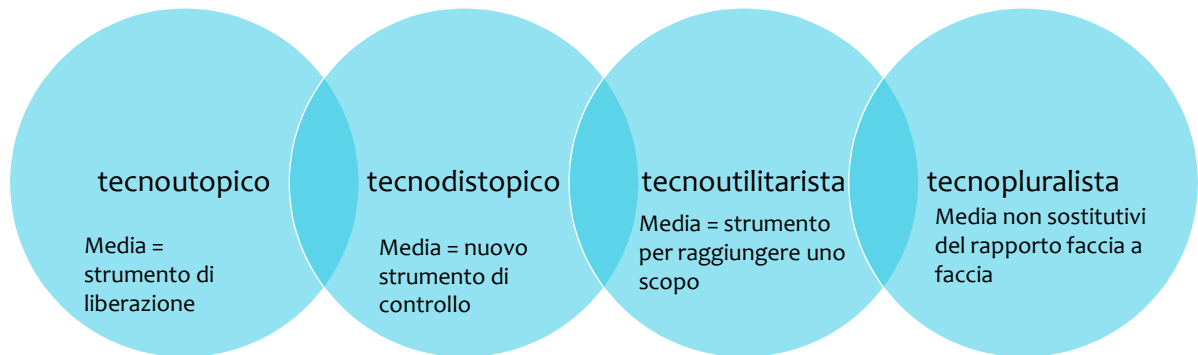 tecnoutopico
Media =
strumento di
liberazione
tecnodistopico
Media = nuovo
strumento di
controllo
tecnoutilitarista
Media = strumento
per raggiungere uno
scopo
tecnopluralista
Media non sostitutivi
del rapporto faccia a
faccia